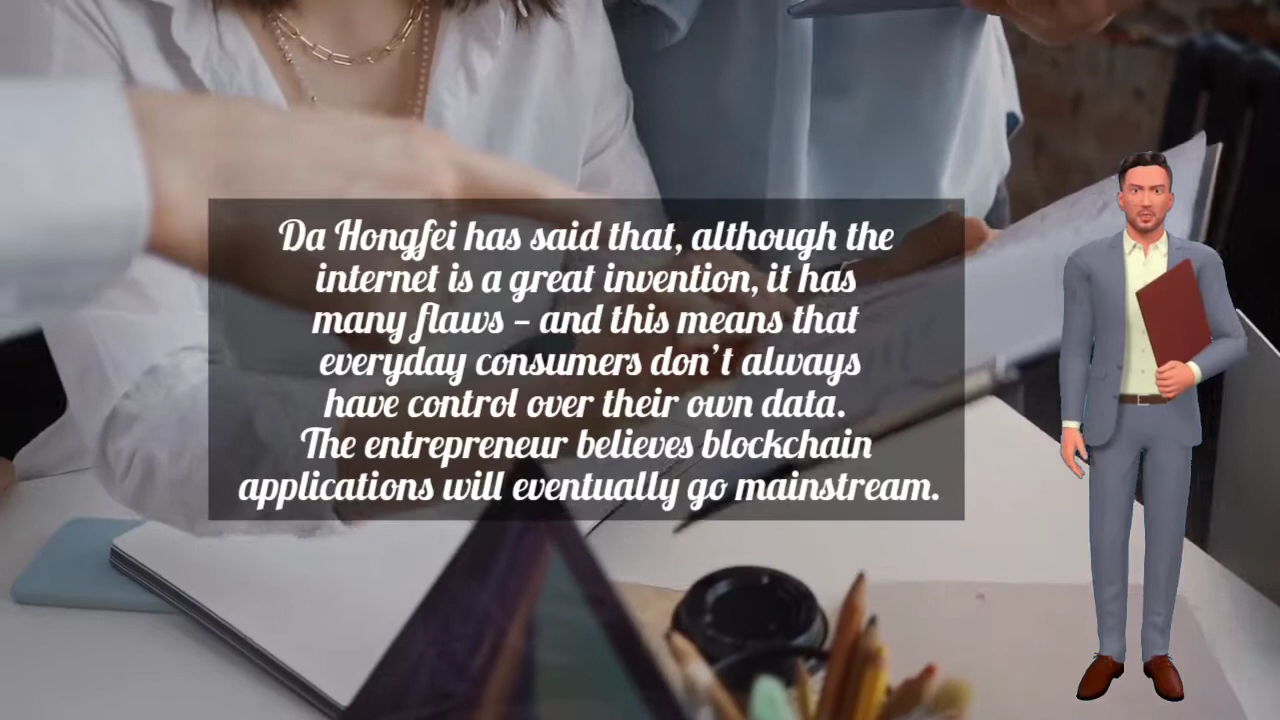 Da Hongfei has said that, although the
internet is a great invention, it has
many flaws – and this means that
everyday consumers don’t always
have control over their own data.
The entrepreneur believes blockchain
applications will eventually go mainstream.